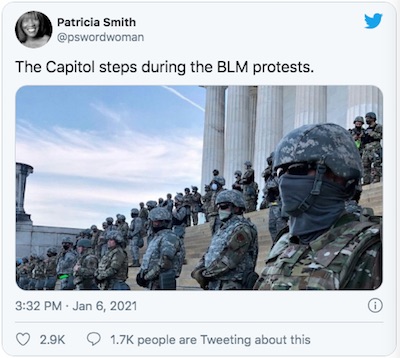 Patricia Smith
@pswordwoman
The Capitol steps during the BLM protests.
3:32 PM · Jan 6, 2021
2.9K 1.7K people are Tweeting about this